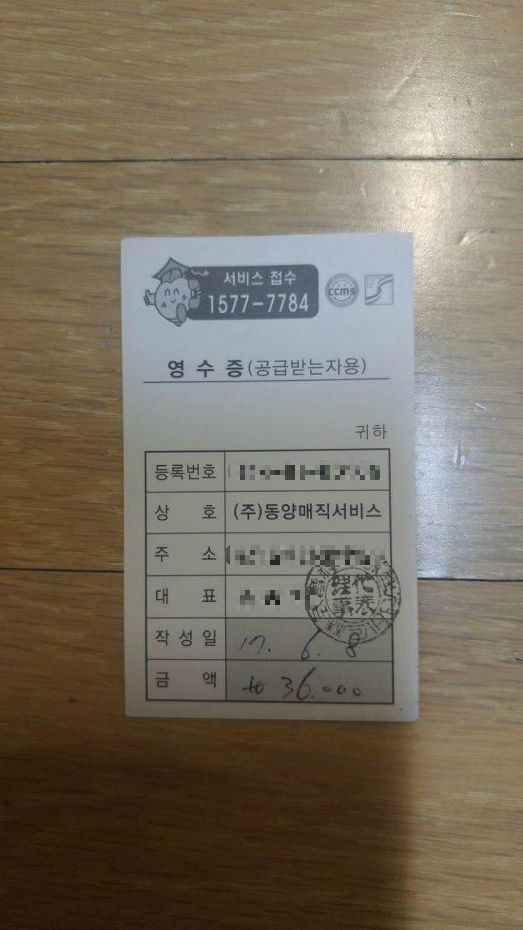 서비스 접수
1577-7784
CCMS
영 수 증(공급받는자용)
귀하
등록번호
상 호 (주)동양매직서비스
주 소
대 표
작성일 17. 6. 8
금 액 ₩ 36.000